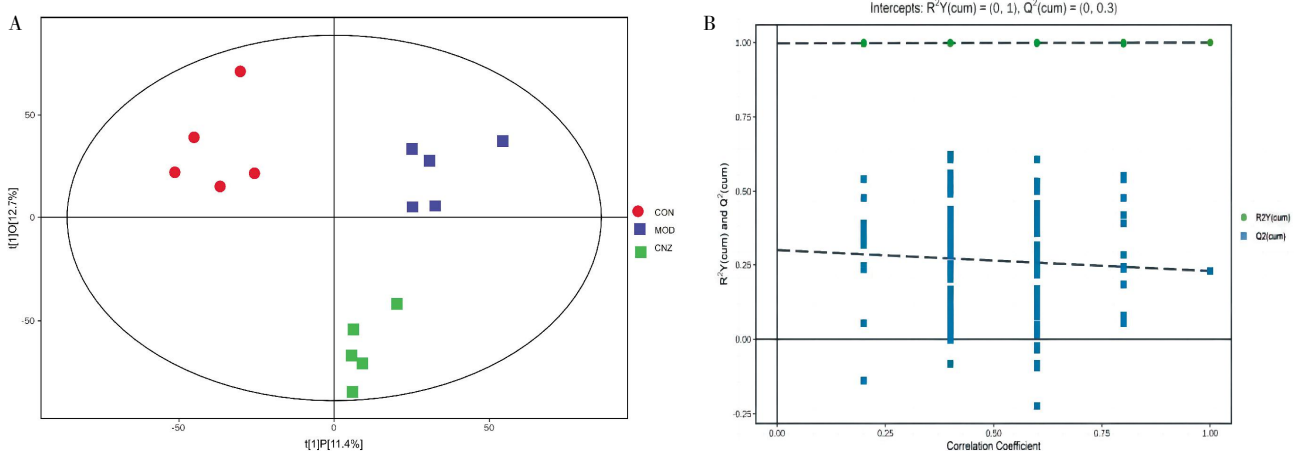 A
t[1]O[12.7%]
50
0
-50
-50
0
50
t[1]P[11.4%]
CON
MOD
CNZ
B
Intercepts: R²Y(cum) = (0, 1), Q²(cum) = (0, 0.3)
R²Y(cum) and Q²(cum)
1.00
0.75
0.50
0.25
0.00
-0.25
0.00
0.25
0.50
0.75
1.00
Correlation Coefficient
R2Y(cum)
Q2(cum)